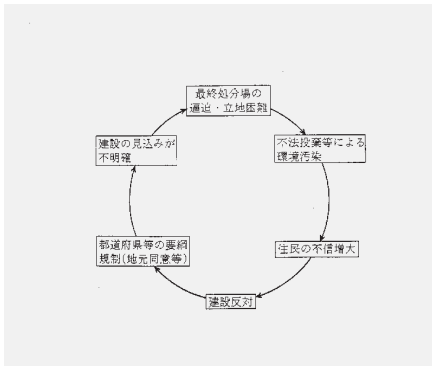 最終処分場の
逼迫・立地困難
不法投棄等による
環境汚染
住民の不信増大
建設反対
都道府県等の要綱
規制(地元同意等)
建設の見込みが
不明確